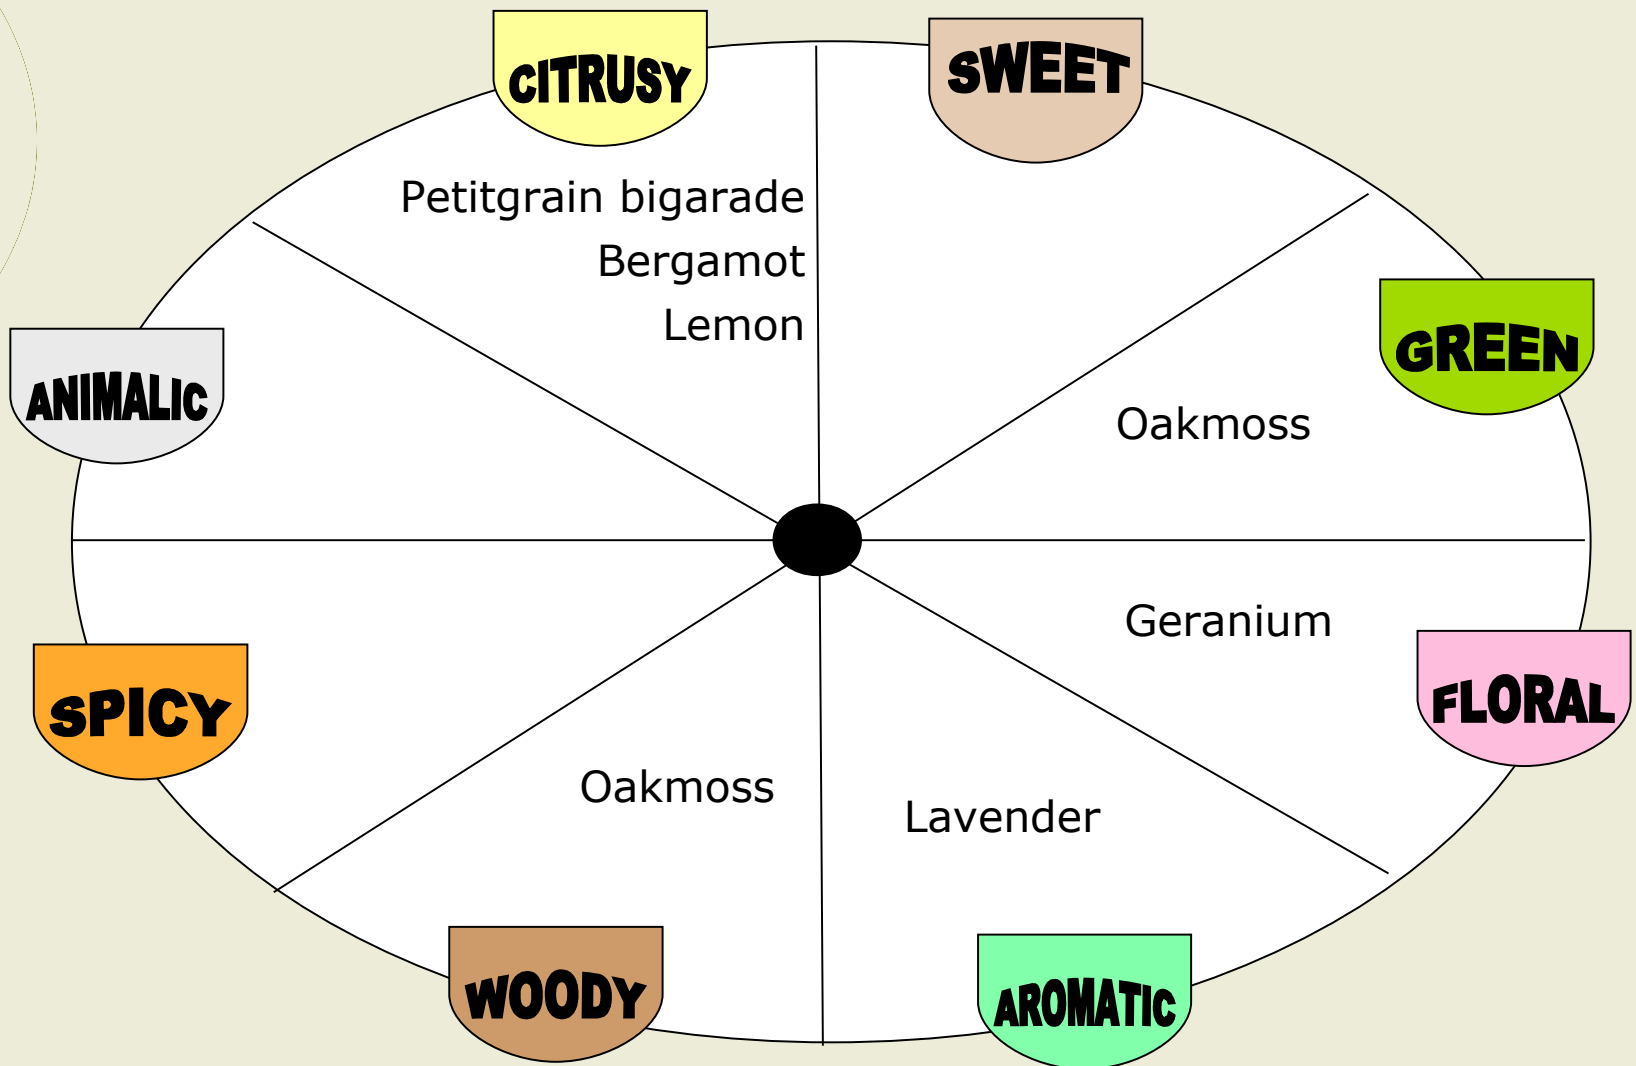 CITRUSY
SWEET
Petitgrain bigarade
Bergamot
Lemon
GREEN
ANIMALIC
Oakmoss
Geranium
FLORAL
SPICY
Oakmoss
Lavender
WOODY
AROMATIC